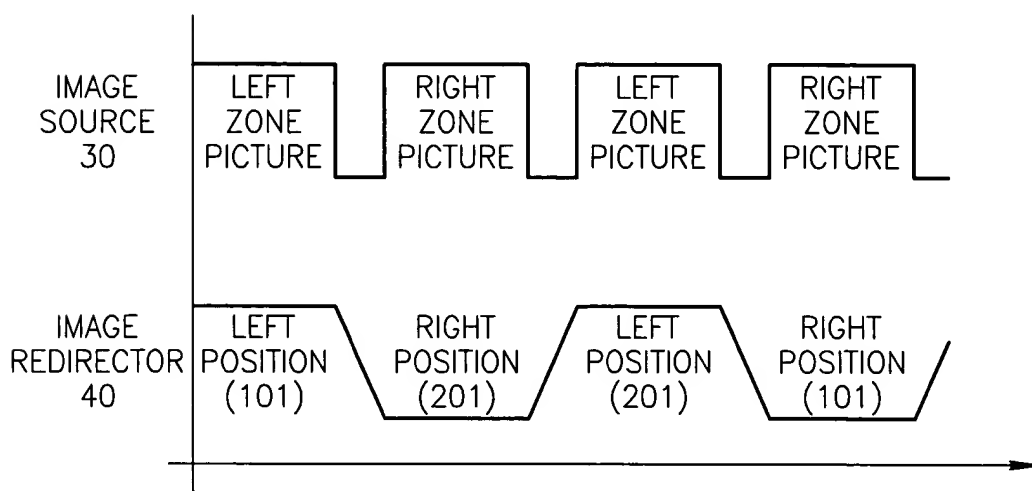 IMAGE
SOURCE
30
LEFT
ZONE
PICTURE
RIGHT
ZONE
PICTURE
LEFT
ZONE
PICTURE
RIGHT
ZONE
PICTURE
IMAGE
REDIRECTOR
40
LEFT
POSITION
(101)
RIGHT
POSITION
(201)
LEFT
POSITION
(201)
RIGHT
POSITION
(101)